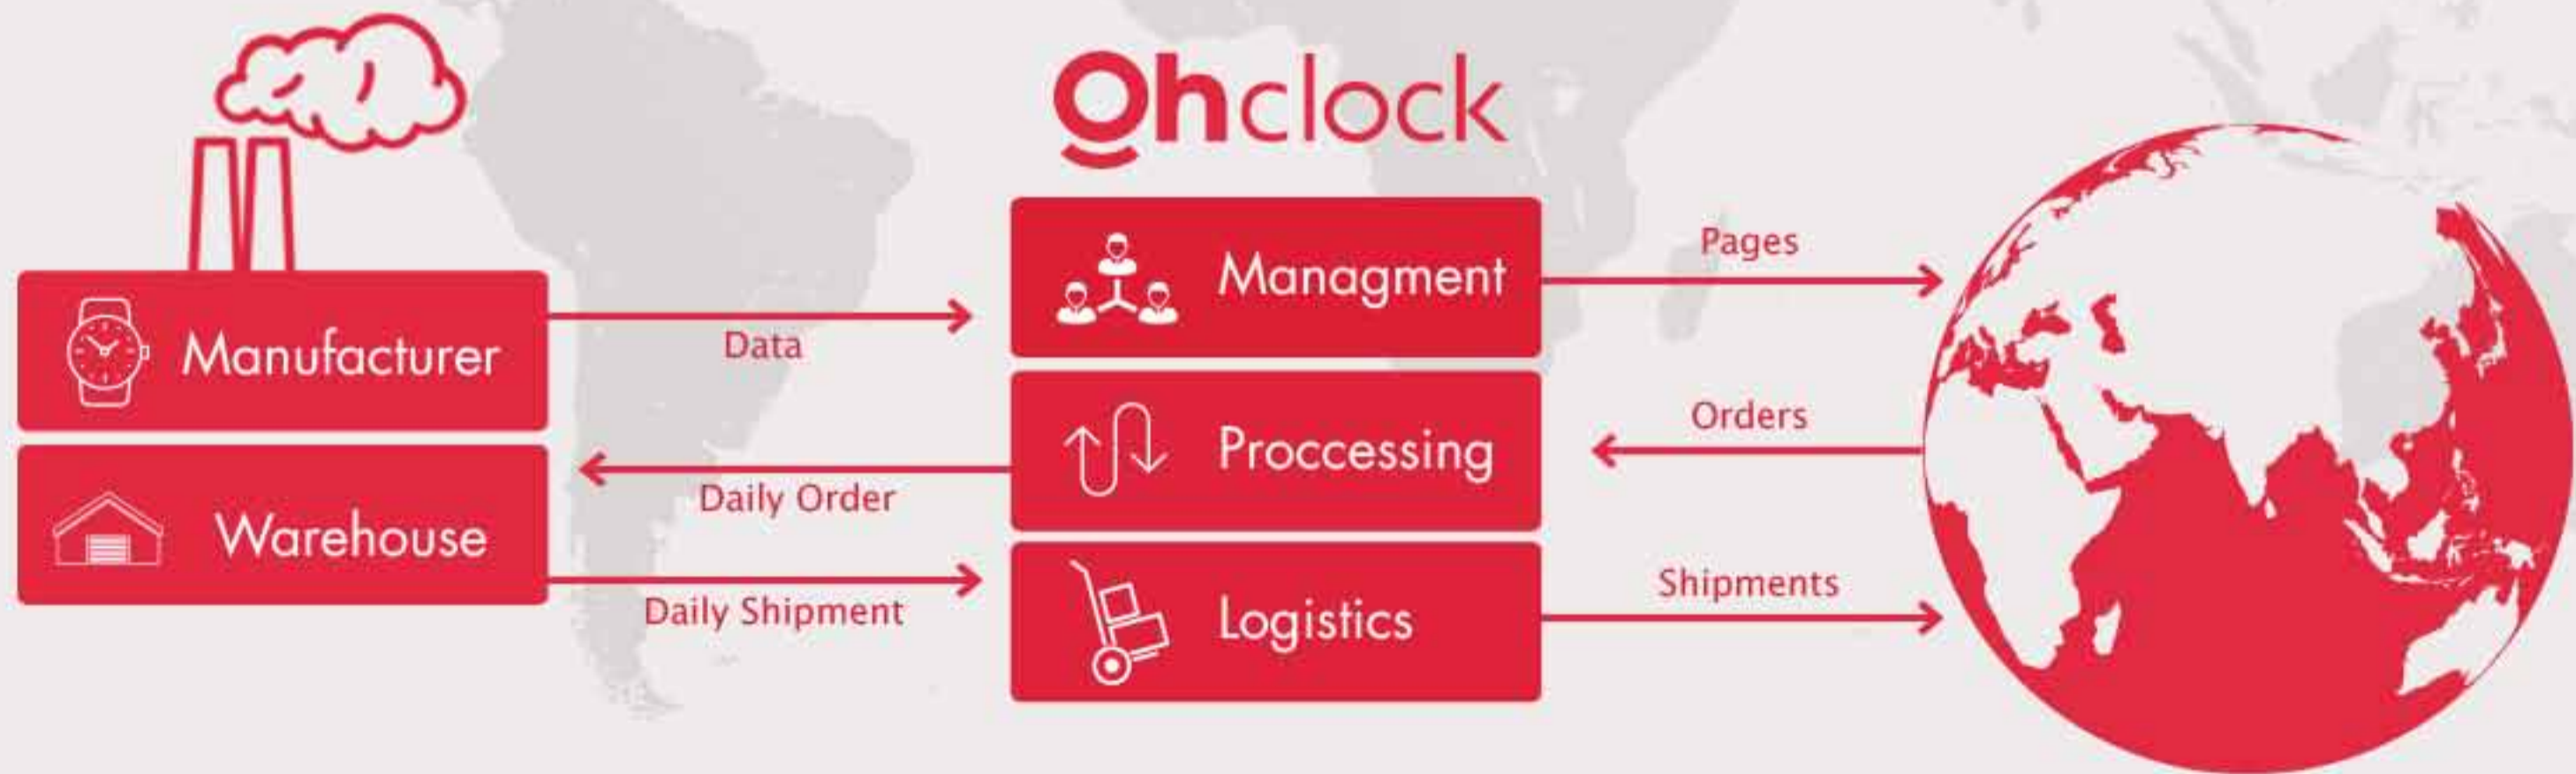 ohclock
Manufacturer
Warehouse
Data
Daily Order
Daily Shipment
Managment
Proccessing
Logistics
Pages
Orders
Shipments